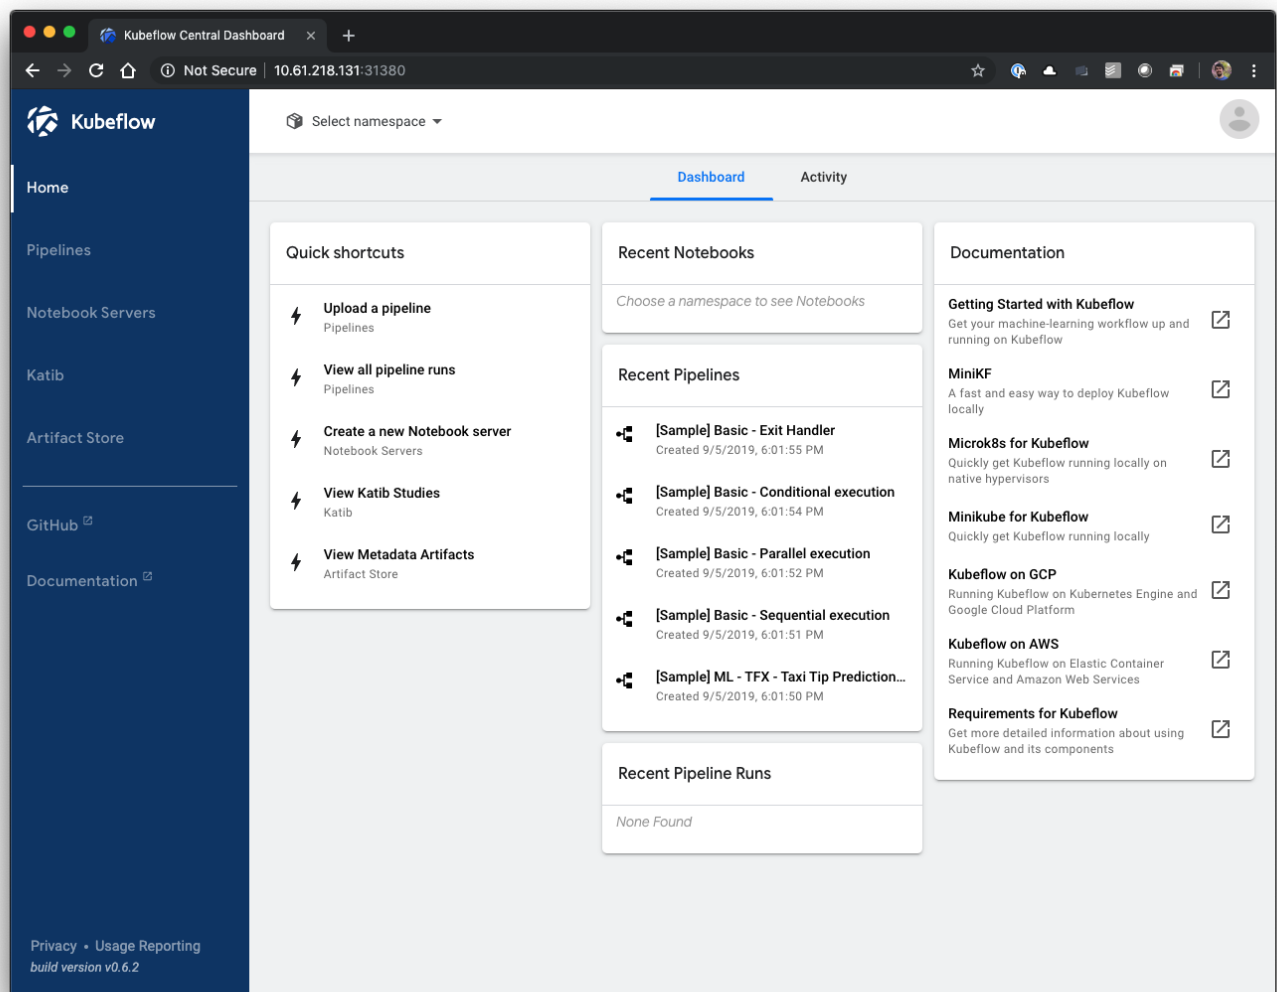 Kubeflow Central Dashboard
Not Secure
10.61.218.131:31380
Kubeflow
Select namespace
Home
Pipelines
Notebook Servers
Katib
Artifact Store
GitHub
Documentation
Privacy • Usage Reporting
build version v0.6.2
Dashboard
Activity
Quick shortcuts
Upload a pipeline
Pipelines
View all pipeline runs
Pipelines
Create a new Notebook server
Notebook Servers
View Katib Studies
Katib
View Metadata Artifacts
Artifact Store
Recent Notebooks
Choose a namespace to see Notebooks
Recent Pipelines
[Sample] Basic - Exit Handler
Created 9/5/2019, 6:01:55 PM
[Sample] Basic - Conditional execution
Created 9/5/2019, 6:01:54 PM
[Sample] Basic - Parallel execution
Created 9/5/2019, 6:01:52 PM
[Sample] Basic - Sequential execution
Created 9/5/2019, 6:01:51 PM
[Sample] ML - TFX - Taxi Tip Prediction...
Created 9/5/2019, 6:01:50 PM
Recent Pipeline Runs
None Found
Documentation
Getting Started with Kubeflow
Get your machine-learning workflow up and
running on Kubeflow
MiniKF
A fast and easy way to deploy Kubeflow
locally
Microk8s for Kubeflow
Quickly get Kubeflow running locally on
native hypervisors
Minikube for Kubeflow
Quickly get Kubeflow running locally
Kubeflow on GCP
Running Kubeflow on Kubernetes Engine and
Google Cloud Platform
Kubeflow on AWS
Running Kubeflow on Elastic Container
Service and Amazon Web Services
Requirements for Kubeflow
Get more detailed information about using
Kubeflow and its components